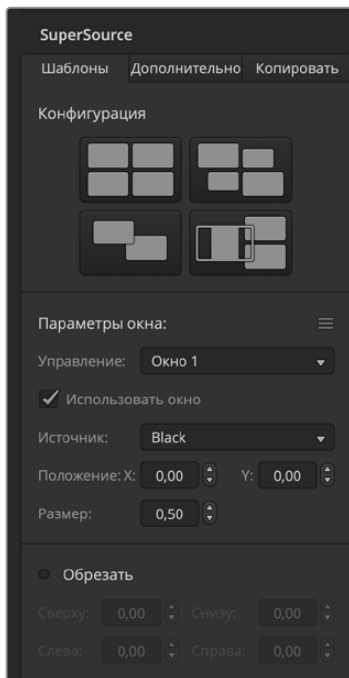 SuperSource
Шаблоны Дополнительно Копировать
Конфигурация
Параметры окна:
Управление: Окно 1
Использовать окно
Источник: Black
Положение: X: 0,00 Y: 0,00
Размер: 0,50
Обрезать
Сверху: 0,00 Снизу: 0,00
Слева: 0,00 Справа: 0,00